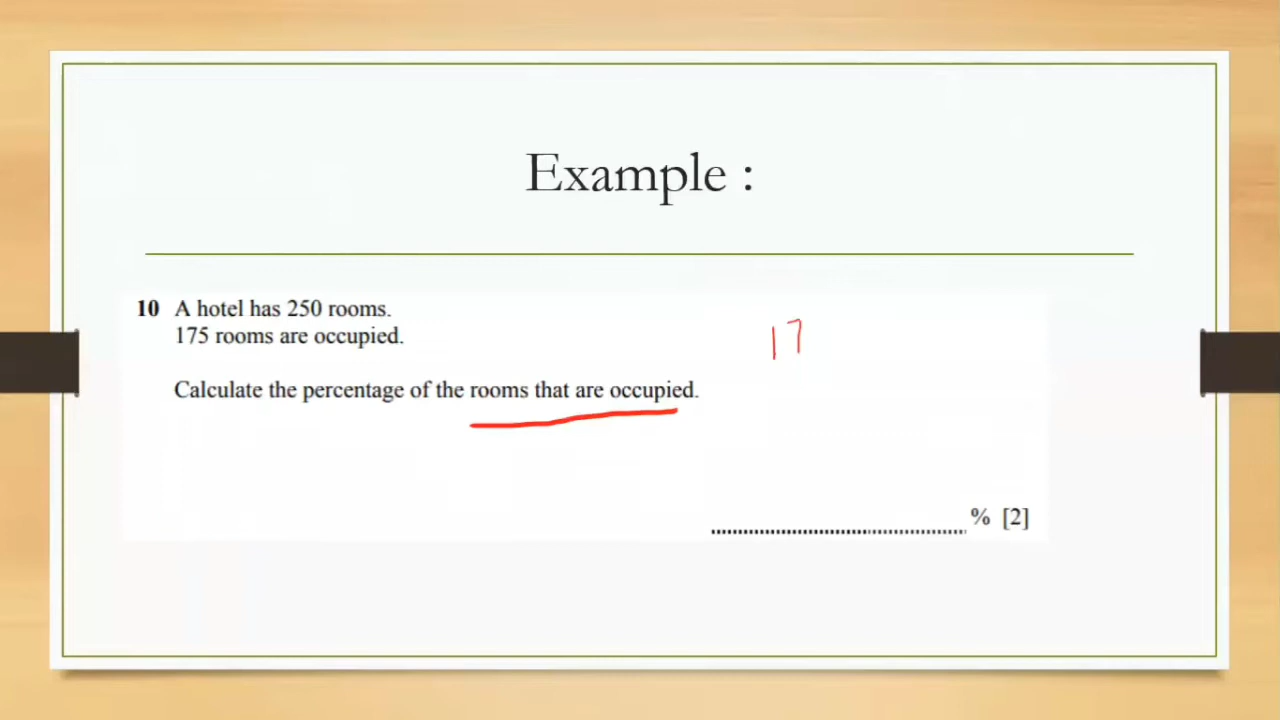 Example :
10 A hotel has 250 rooms.
175 rooms are occupied.
17
Calculate the percentage of the rooms that are occupied.
........................................ % [2]